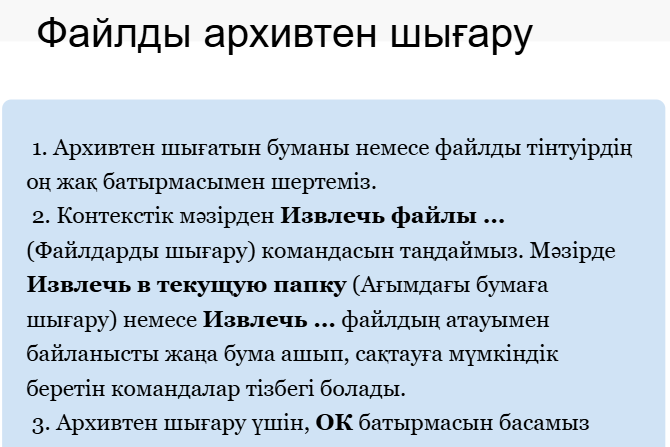 Файлды архивтен шығару
1. Архивтен шығатын буманы немесе файлды тінтуірдің
оң жақ батырмасымен шертеміз.
2. Контекстік мәзірден Извлечь файлы ...
(Файлдарды шығару) командасын таңдаймыз. Мәзірде
Извлечь в текущую папку (Ағымдағы бумаға
шығару) немесе Извлечь ... файлдың атауымен
байланысты жаңа бума ашып, сақтауға мүмкіндік
беретін командалар тізбегі болады.
3. Архивтен шығару үшін, ОК батырмасын басамыз